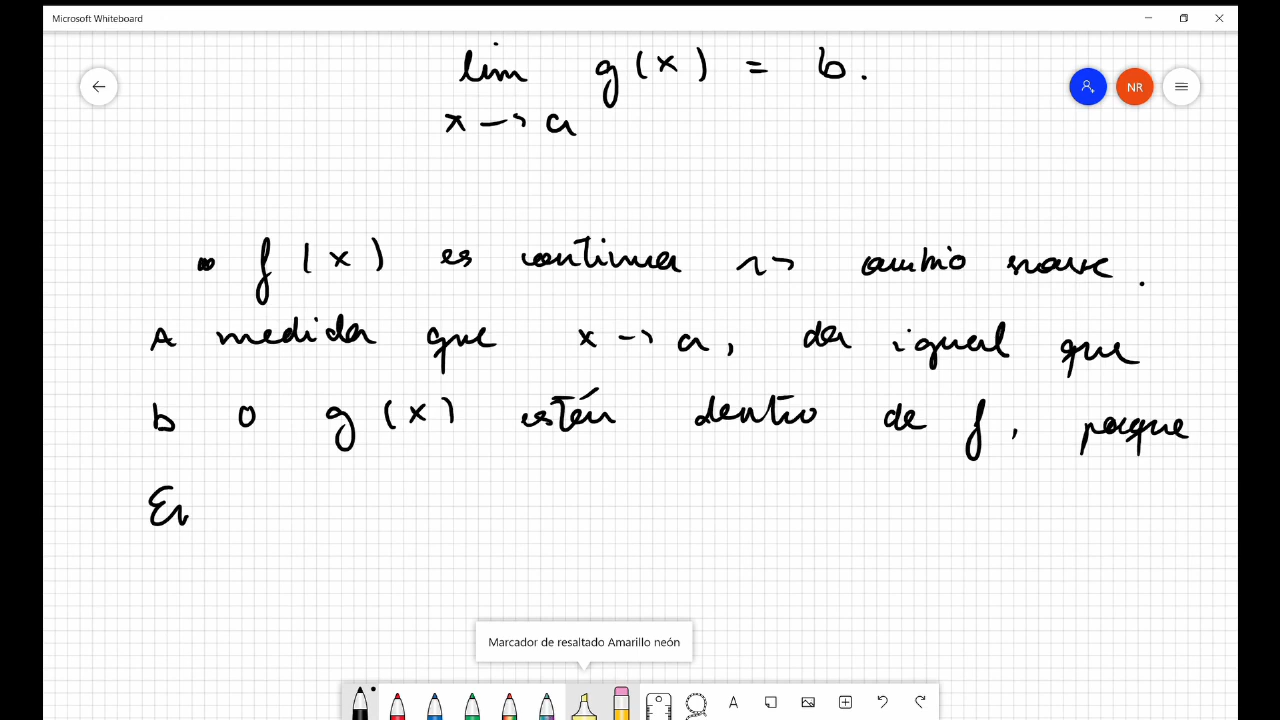 Microsoft Whiteboard
lim g(x) = b.
x → a
NR
• f(x) es continua ⇝ cambio suave.
A medida que x → a, da igual que
b o g(x) estén dentro de f, porque
Marcador de resaltado Amarillo neón
A